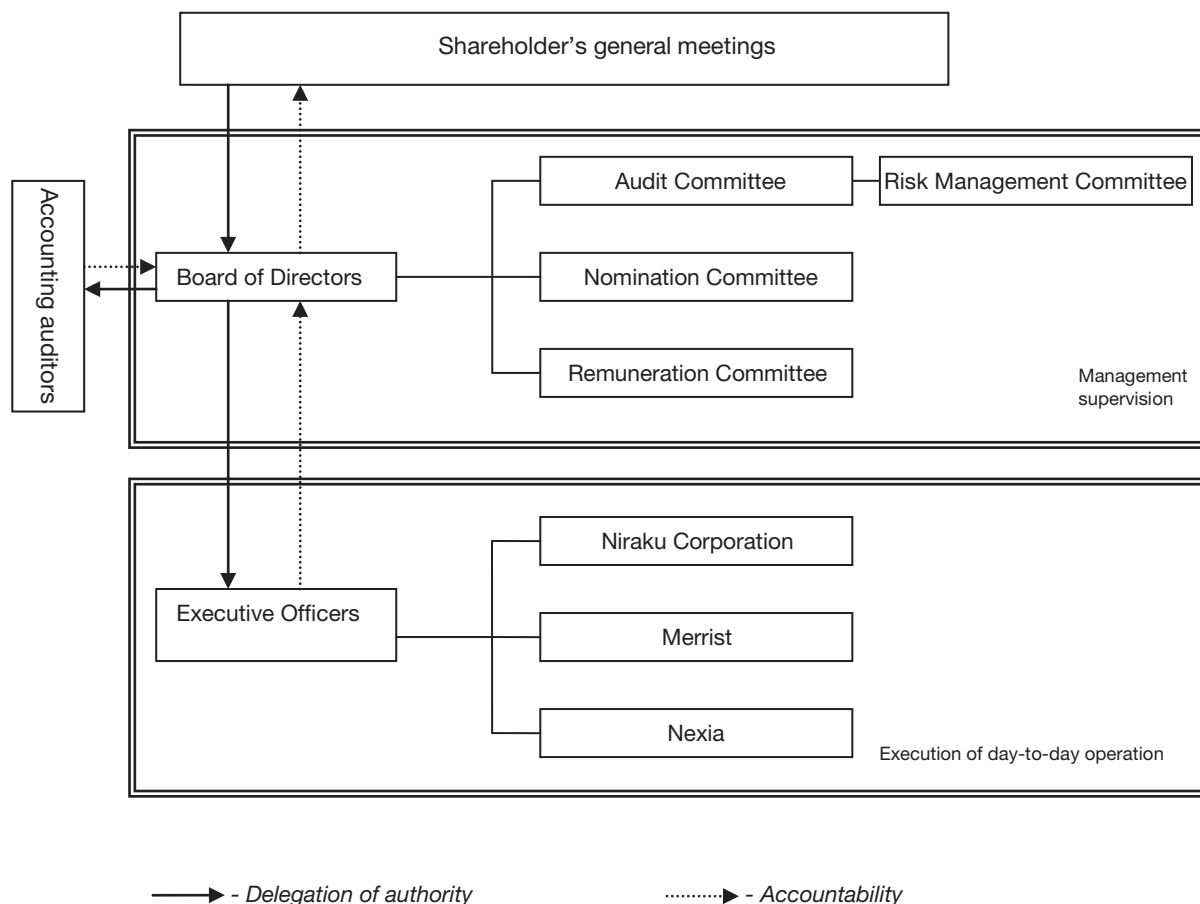 Shareholder’s general meetings
Audit Committee
Risk Management Committee
Accounting auditors
Board of Directors
Nomination Committee
Remuneration Committee
Management
supervision
Niraku Corporation
Executive Officers
Merrist
Nexia
Execution of day-to-day operation
- Delegation of authority
- Accountability